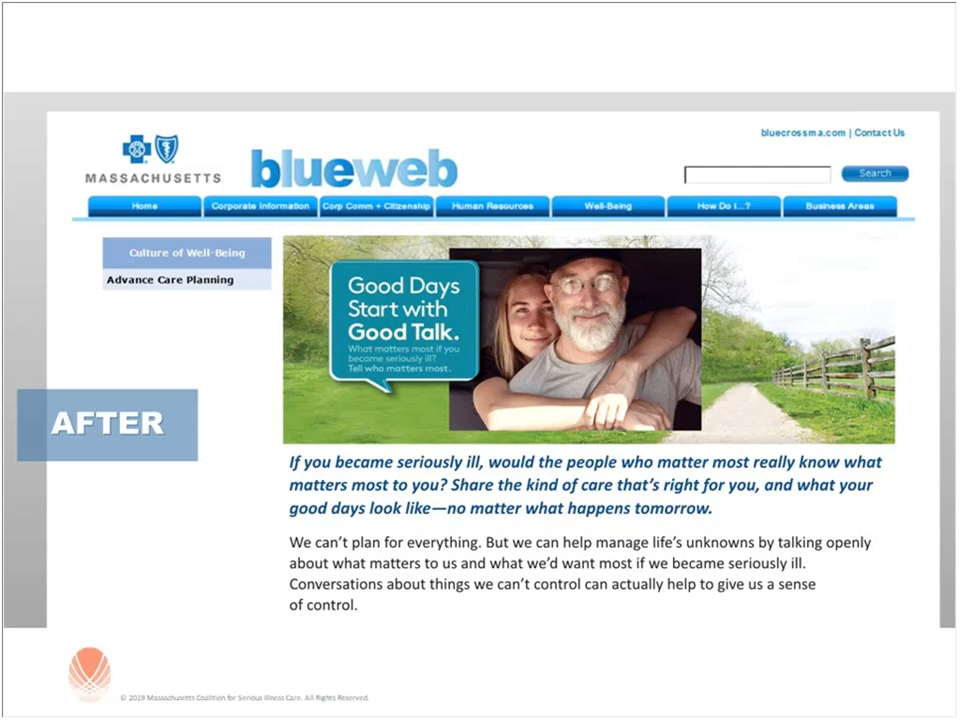 bluecrossma.com | Contact Us
MASSACHUSETTS
blueweb
Search
Home
Corporate Information
Corp Comm + Citizenship
Human Resources
Well-Being
How Do I...?
Business Areas
Culture of Well-Being
Advance Care Planning
Good Days
Start with
Good Talk.
What matters most if you
became seriously ill?
Tell who matters most.
AFTER
If you became seriously ill, would the people who matter most really know what
matters most to you? Share the kind of care that’s right for you, and what your
good days look like—no matter what happens tomorrow.
We can’t plan for everything. But we can help manage life’s unknowns by talking openly
about what matters to us and what we’d want most if we became seriously ill.
Conversations about things we can’t control can actually help to give us a sense
of control.
© 2019 Massachusetts Coalition for Serious Illness Care. All Rights Reserved.